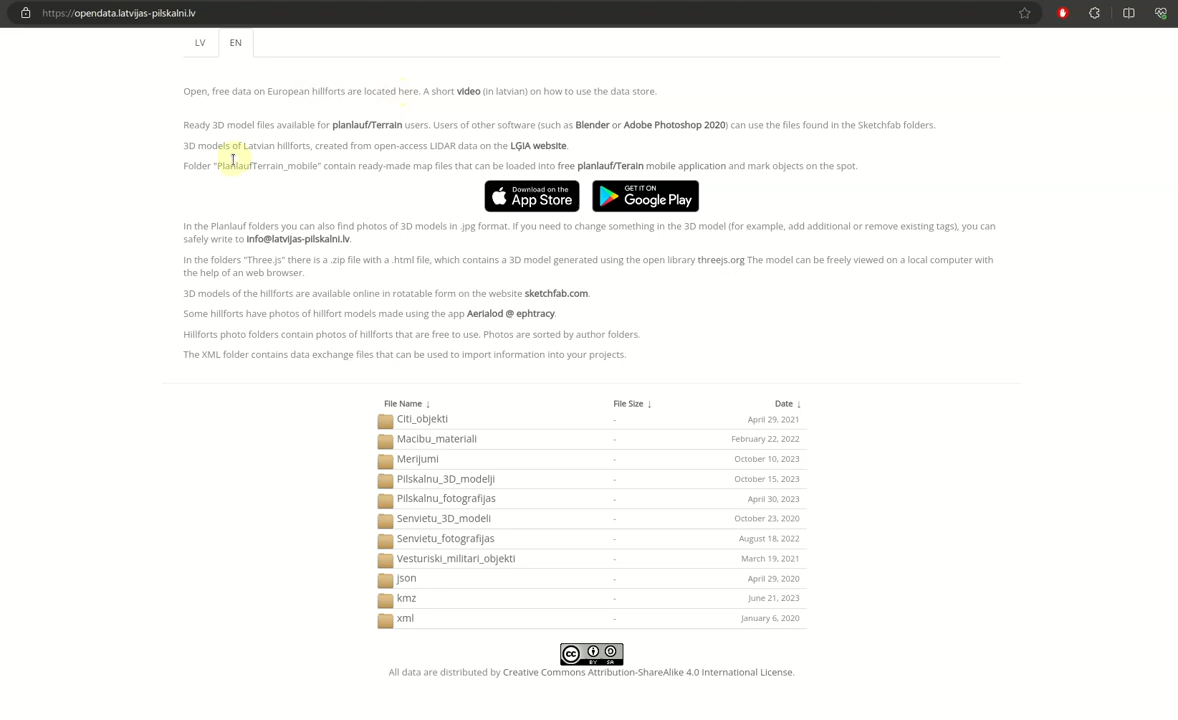 https://opendata.latvijas-pilskalni.lv
LV EN
Open, free data on European hillforts are located here. A short video (in latvian) on how to use the data store.
Ready 3D model files available for planlauf/Terrain users. Users of other software (such as Blender or Adobe Photoshop 2020) can use the files found in the Sketchfab folders.
3D models of Latvian hillforts, created from open-access LIDAR data on the LĢIA website.
Folder "PlanlaufTerrain_mobile" contain ready-made map files that can be loaded into free planlauf/Terain mobile application and mark objects on the spot.
Download on the GET IT ON
App Store Google Play
In the Planlauf folders you can also find photos of 3D models in .jpg format. If you need to change something in the 3D model (for example, add additional or remove existing tags), you can
safely write to info@latvijas-pilskalni.lv.
In the folders "Three.js" there is a .zip file with a .html file, which contains a 3D model generated using the open library threejs.org The model can be freely viewed on a local computer with
the help of an web browser.
3D models of the hillforts are available online in rotatable form on the website sketchfab.com.
Some hillforts have photos of hillfort models made using the app Aerialod @ ephtracy.
Hillforts photo folders contain photos of hillforts that are free to use. Photos are sorted by author folders.
The XML folder contains data exchange files that can be used to import information into your projects.
File Name ↓ File Size ↓ Date ↓
Citi_objekti - April 29, 2021
Macibu_materiali - February 22, 2022
Merijumi - October 10, 2023
Pilskalnu_3D_modelji - October 15, 2023
Pilskalnu_fotografijas - April 30, 2023
Senvietu_3D_modeli - October 23, 2020
Senvietu_fotografijas - August 18, 2022
Vesturiski_militari_objekti - March 19, 2021
json - April 29, 2020
kmz - June 21, 2023
xml - January 6, 2020
cc BY SA
All data are distributed by Creative Commons Attribution-ShareAlike 4.0 International License.